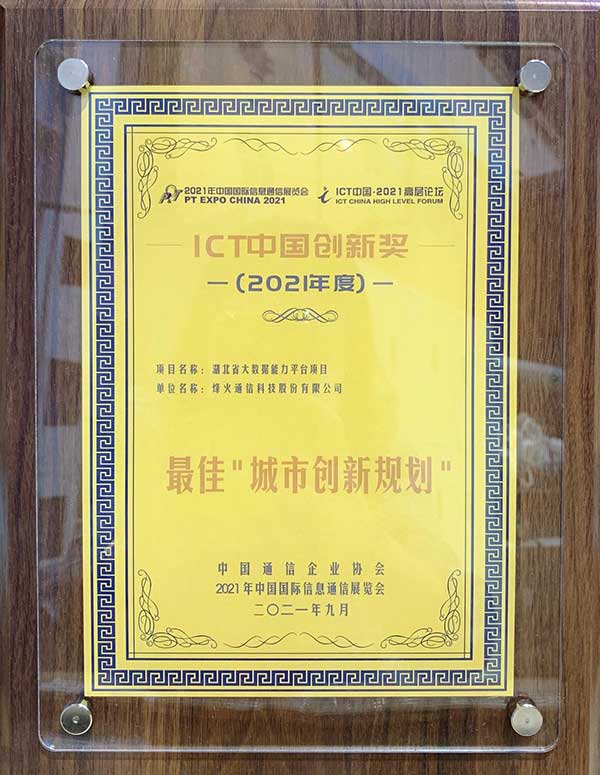 2021年中国国际信息通信展览会
PT EXPO CHINA 2021
ICT中国·2021高层论坛
ICT CHINA HIGH LEVEL FORUM
ICT中国创新奖
(2021年度)
项目名称：湖北省大数据能力平台项目
单位名称：烽火通信科技股份有限公司
最佳"城市创新规划"
中国通信企业协会
2021年中国国际信息通信展览会
二〇二一年九月